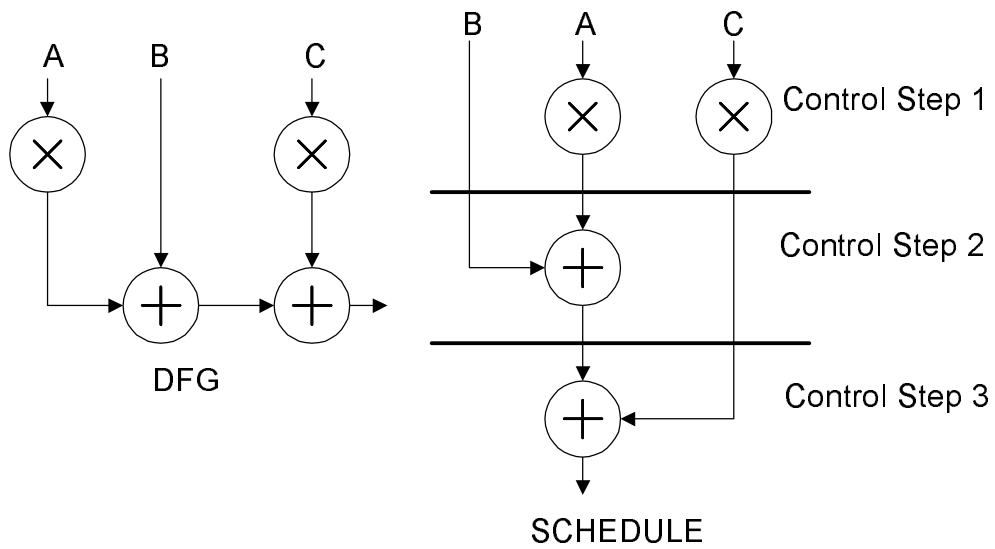 A B C
DFG
B A C
Control Step 1
Control Step 2
Control Step 3
SCHEDULE